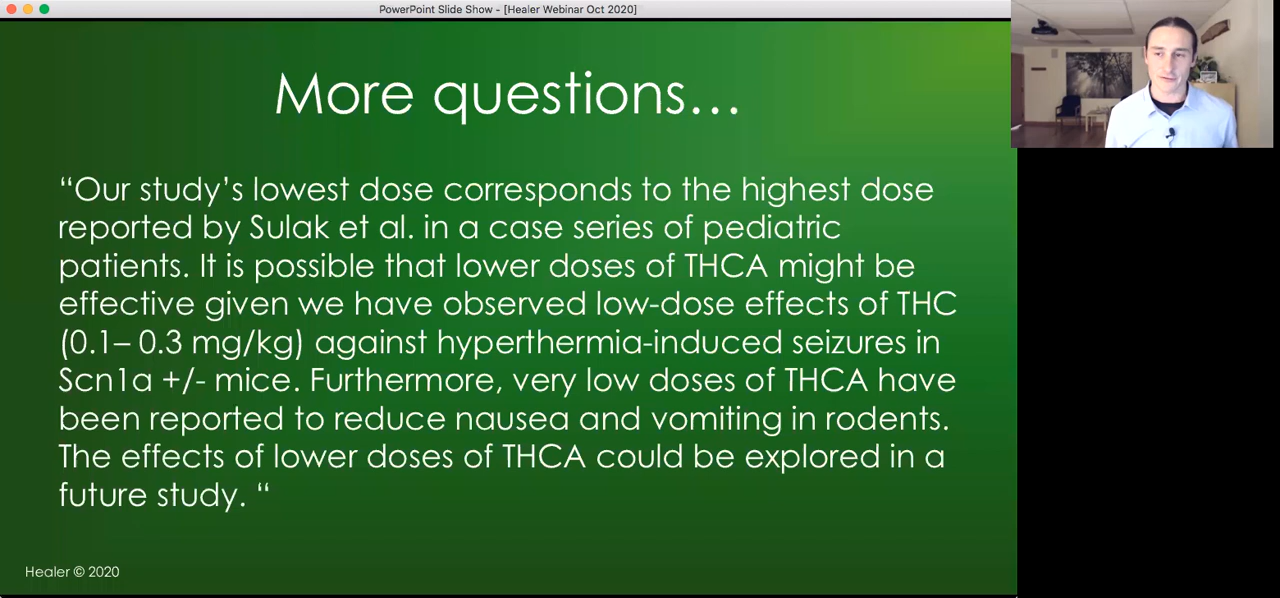 PowerPoint Slide Show - [Healer Webinar Oct 2020]
More questions…
“Our study’s lowest dose corresponds to the highest dose
reported by Sulak et al. in a case series of pediatric
patients. It is possible that lower doses of THCA might be
effective given we have observed low-dose effects of THC
(0.1– 0.3 mg/kg) against hyperthermia-induced seizures in
Scn1a +/- mice. Furthermore, very low doses of THCA have
been reported to reduce nausea and vomiting in rodents.
The effects of lower doses of THCA could be explored in a
future study. “
Healer © 2020